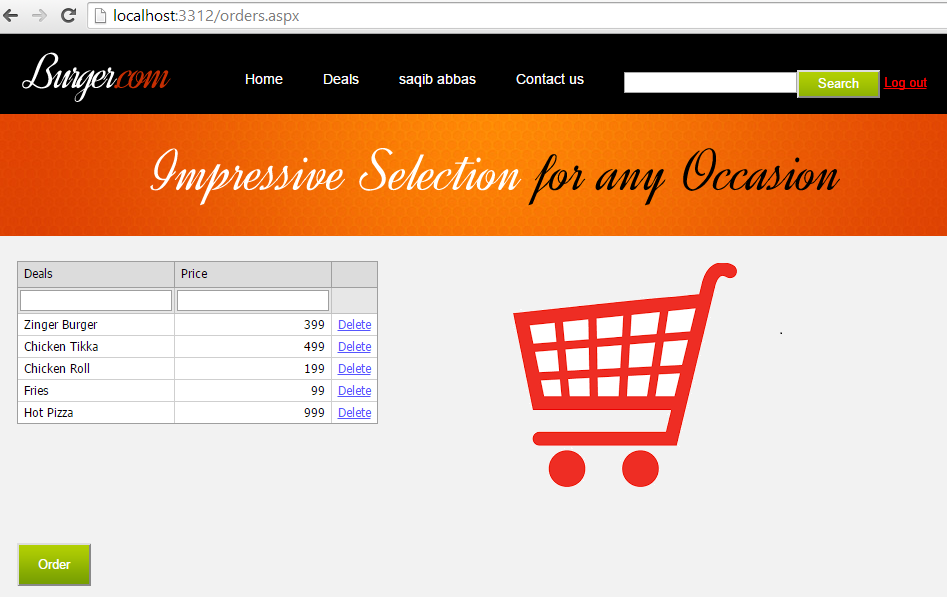 localhost:3312/orders.aspx
Burger.com Home Deals saqib abbas Contact us Search Log out
Impressive Selection for any Occasion
Deals Price
Zinger Burger 399 Delete
Chicken Tikka 499 Delete
Chicken Roll 199 Delete
Fries 99 Delete
Hot Pizza 999 Delete
Order